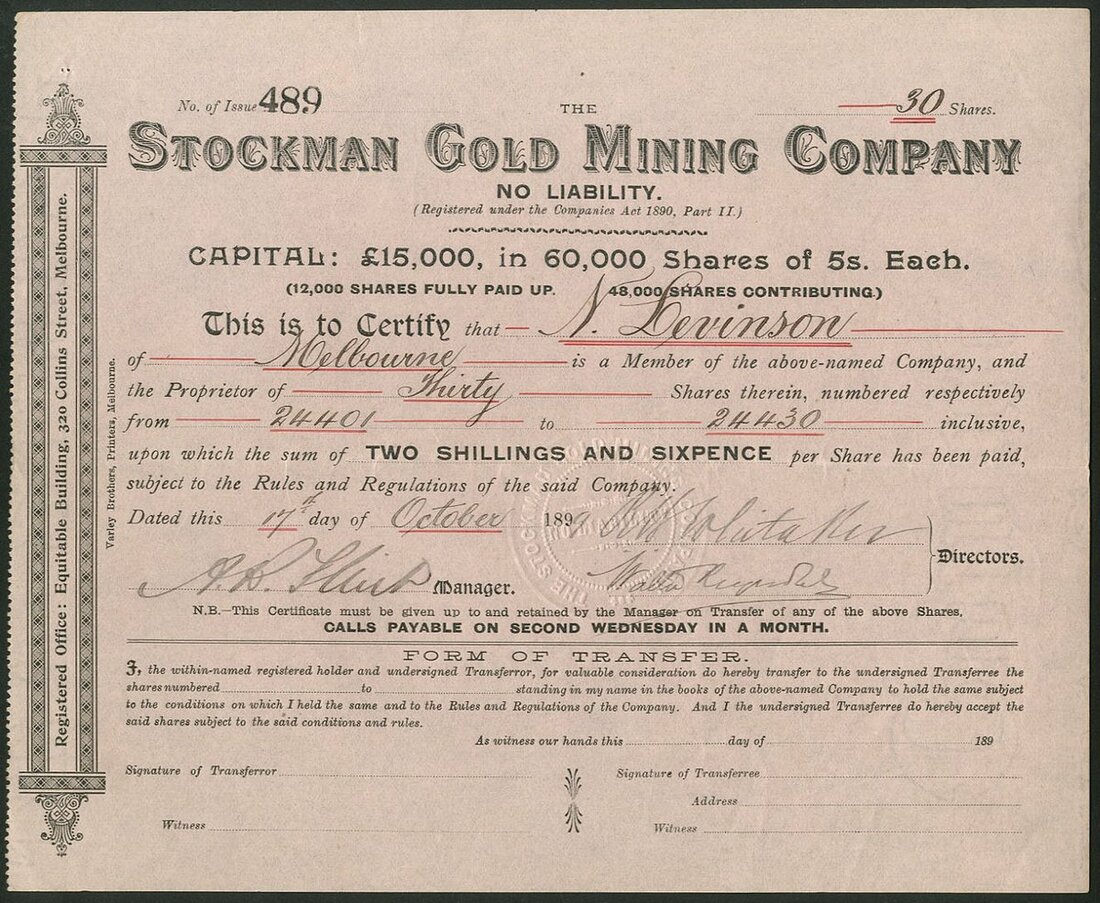 No. of Issue 489 THE 30 Shares.
STOCKMAN GOLD MINING COMPANY
NO LIABILITY.
(Registered under the Companies Act 1890, Part II.)
CAPITAL: £15,000, in 60,000 Shares of 5s. Each.
(12,000 SHARES FULLY PAID UP. 48,000 SHARES CONTRIBUTING.)
This is to Certify that N. Levinson
of Melbourne is a Member of the above-named Company, and
the Proprietor of Thirty Shares therein, numbered respectively
from 24401 to 24430 inclusive,
upon which the sum of TWO SHILLINGS AND SIXPENCE per Share has been paid,
subject to the Rules and Regulations of the said Company.
Dated this 17th day of October 1897
Whitaker
Directors.
Manager.
Walter
N.B.—This Certificate must be given up to and retained by the Manager on Transfer of any of the above Shares,
CALLS PAYABLE ON SECOND WEDNESDAY IN A MONTH.
FORM OF TRANSFER.
I, the within-named registered holder and undersigned Transferror, for valuable consideration do hereby transfer to the undersigned Transferree the
shares numbered to standing in my name in the books of the above-named Company to hold the same subject
to the conditions on which I held the same and to the Rules and Regulations of the Company. And I the undersigned Transferree do hereby accept the
said shares subject to the said conditions and rules.
As witness our hands this day of 189
Signature of Transferror Signature of Transferree
Address
Witness Witness
Registered Office: Equitable Building, 320 Collins Street, Melbourne.
Varley Brothers, Printers, Melbourne.